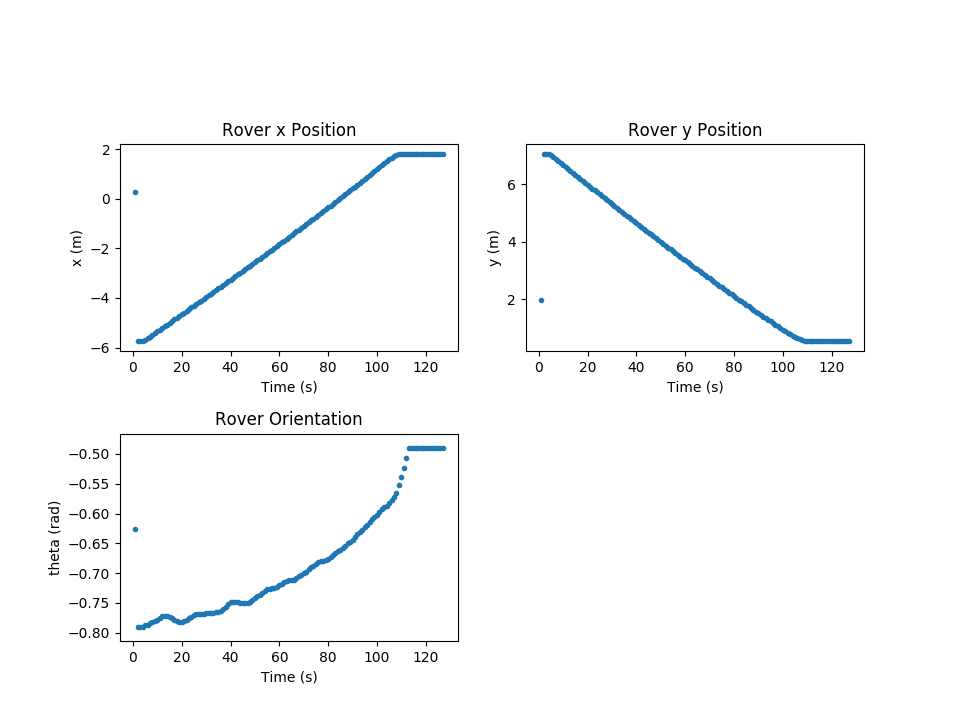 Rover x Position
2
0
−2
−4
−6
x (m)
0 20 40 60 80 100 120
Time (s)
Rover y Position
6
4
2
y (m)
0 20 40 60 80 100 120
Time (s)
Rover Orientation
−0.50
−0.55
−0.60
−0.65
−0.70
−0.75
−0.80
theta (rad)
0 20 40 60 80 100 120
Time (s)